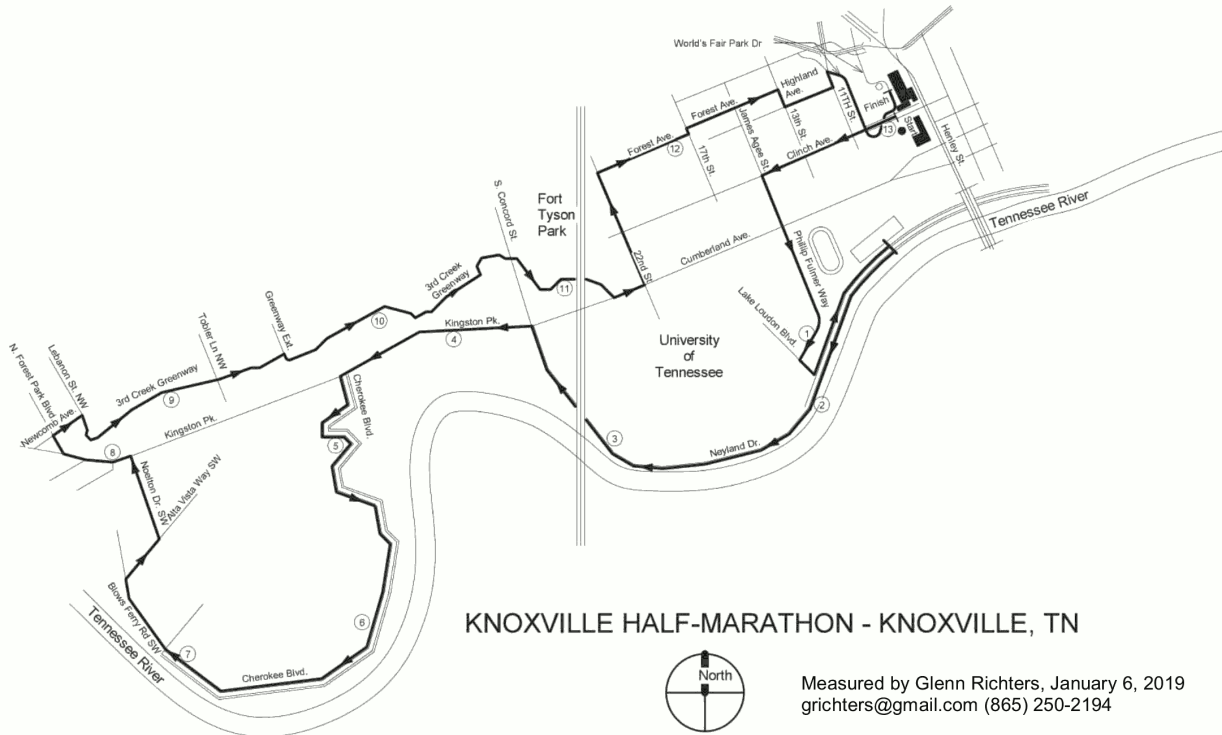 World's Fair Park Dr
Highland
Ave.
Forest Ave.
11TH St.
Finish
Start
13
13th St.
James Agee St.
Clinch Ave.
Henley St.
Forest Ave.
12
17th St.
Fort
Tyson
Park
S. Concord St.
Tennessee River
Phillip Fulmer Way
Cumberland Ave.
22nd St.
3rd Creek
Greenway
11
Lake Loudon Blvd.
Greenway Ext.
10
Kingston Pk.
4
1
University
of
Tennessee
Tobler Ln NW
Lebanon St. NW
N. Forest Park Blvd.
3rd Creek Greenway
9
Newcomb Ave.
Kingston Pk.
Cherokee Blvd.
2
8
5
3
Neyland Dr.
Noelton Dr. SW
Alta Vista Way SW
Blows Ferry Rd SW
6
Tennessee River
7
Cherokee Blvd.
KNOXVILLE HALF-MARATHON - KNOXVILLE, TN
North
Measured by Glenn Richters, January 6, 2019
grichters@gmail.com (865) 250-2194